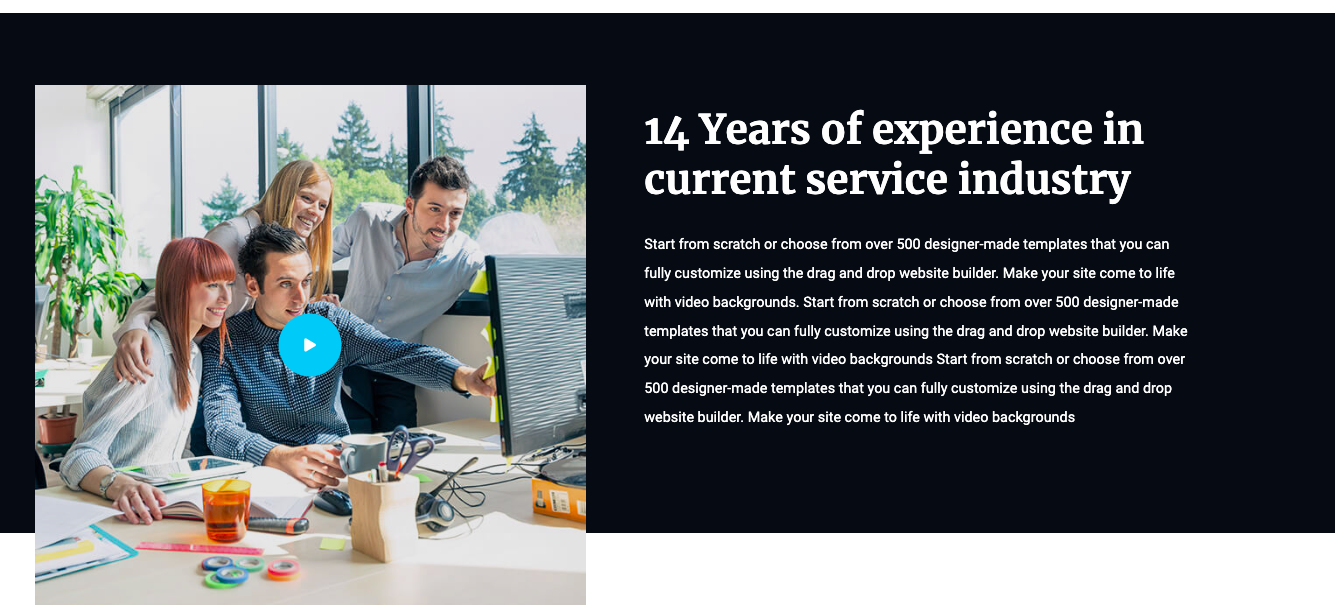 14 Years of experience in
current service industry
Start from scratch or choose from over 500 designer-made templates that you can
fully customize using the drag and drop website builder. Make your site come to life
with video backgrounds. Start from scratch or choose from over 500 designer-made
templates that you can fully customize using the drag and drop website builder. Make
your site come to life with video backgrounds Start from scratch or choose from over
500 designer-made templates that you can fully customize using the drag and drop
website builder. Make your site come to life with video backgrounds